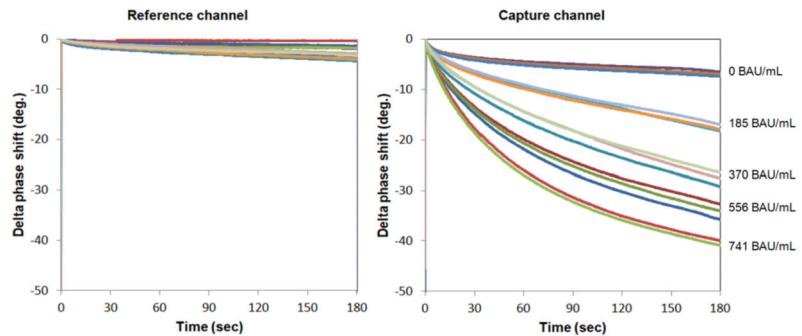 Reference channel
Delta phase shift (deg.)
0
-10
-20
-30
-40
-50
0 30 60 90 120 150 180
Time (sec)
Capture channel
Delta phase shift (deg.)
0
-10
-20
-30
-40
-50
0 30 60 90 120 150 180
Time (sec)
0 BAU/mL
185 BAU/mL
370 BAU/mL
556 BAU/mL
741 BAU/mL